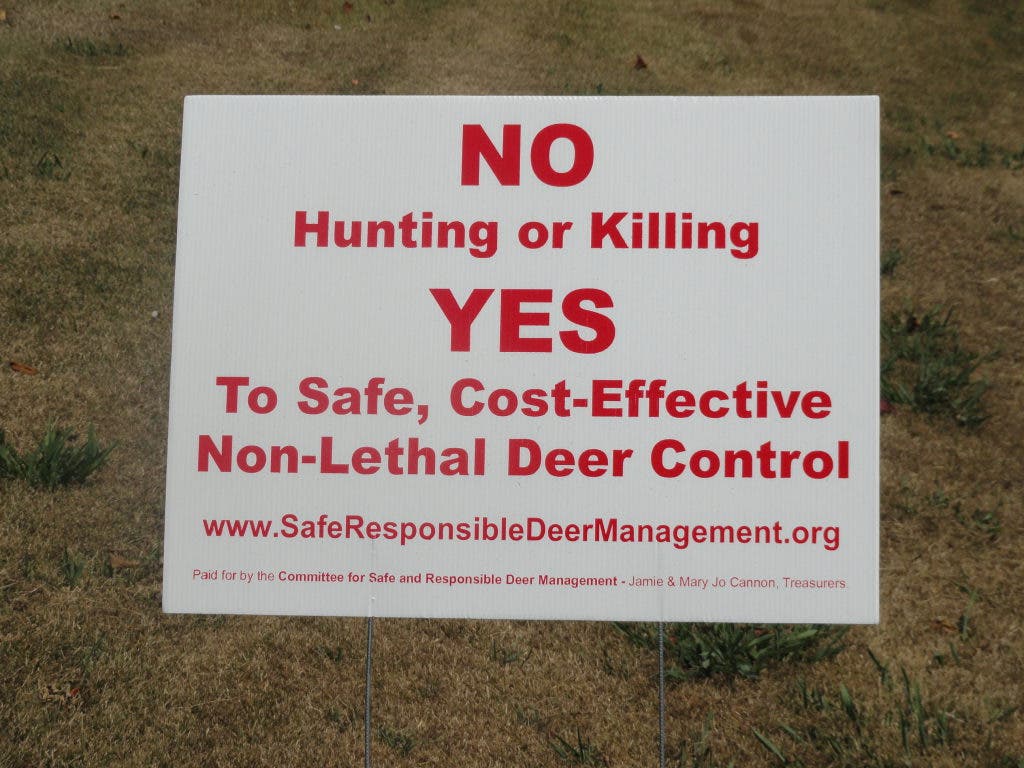 NO
Hunting or Killing
YES
To Safe, Cost-Effective
Non-Lethal Deer Control
www.SafeResponsibleDeerManagement.org
Paid for by the Committee for Safe and Responsible Deer Management - Jamie & Mary Jo Cannon, Treasurers.